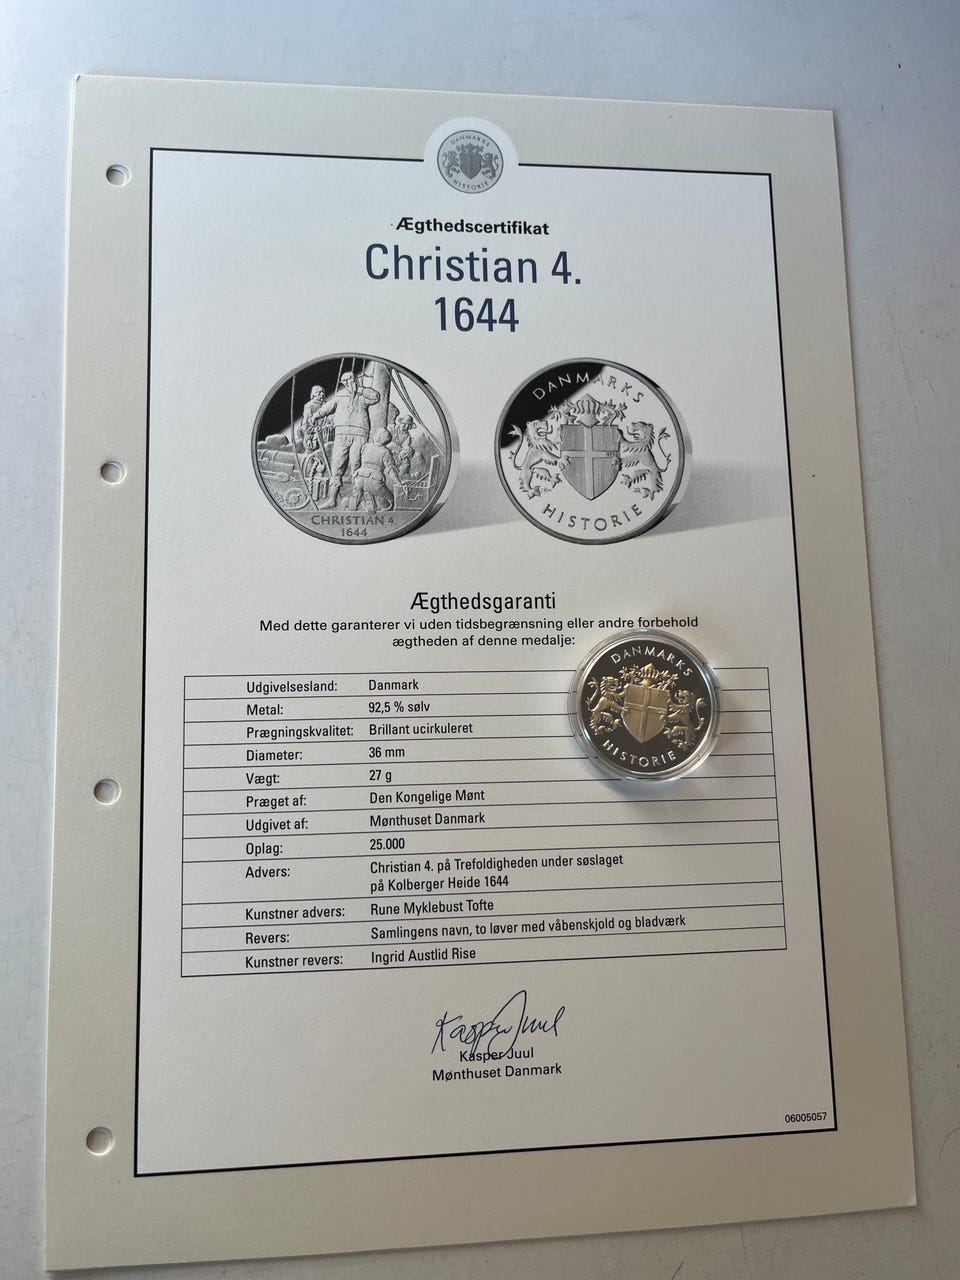 DANMARKS
HISTORIE
Ægthedscertifikat
Christian 4.
1644
CHRISTIAN 4.
1644
DANMARKS
HISTORIE
Ægthedsgaranti
Med dette garanterer vi uden tidsbegrænsning eller andre forbehold
ægtheden af denne medalje:
DANMARKS
HISTORIE
Udgivelsesland: Danmark
Metal: 92,5 % sølv
Prægningskvalitet: Brillant ucirkuleret
Diameter: 36 mm
Vægt: 27 g
Præget af: Den Kongelige Mønt
Udgivet af: Mønthuset Danmark
Oplag: 25.000
Advers: Christian 4. på Trefoldigheden under søslaget
på Kolberger Heide 1644
Kunstner advers: Rune Myklebust Tofte
Revers: Samlingens navn, to løver med våbenskjold og bladværk
Kunstner revers: Ingrid Austlid Rise
Kasper Juul
Kasper Juul
Mønthuset Danmark
06005057